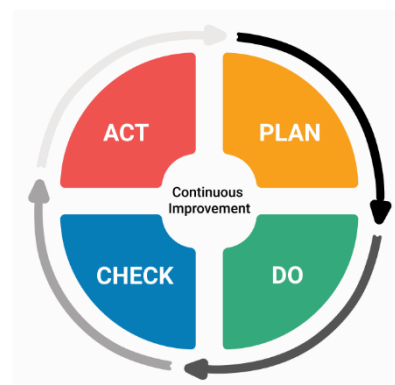 ACT
PLAN
Continuous
Improvement
CHECK
DO